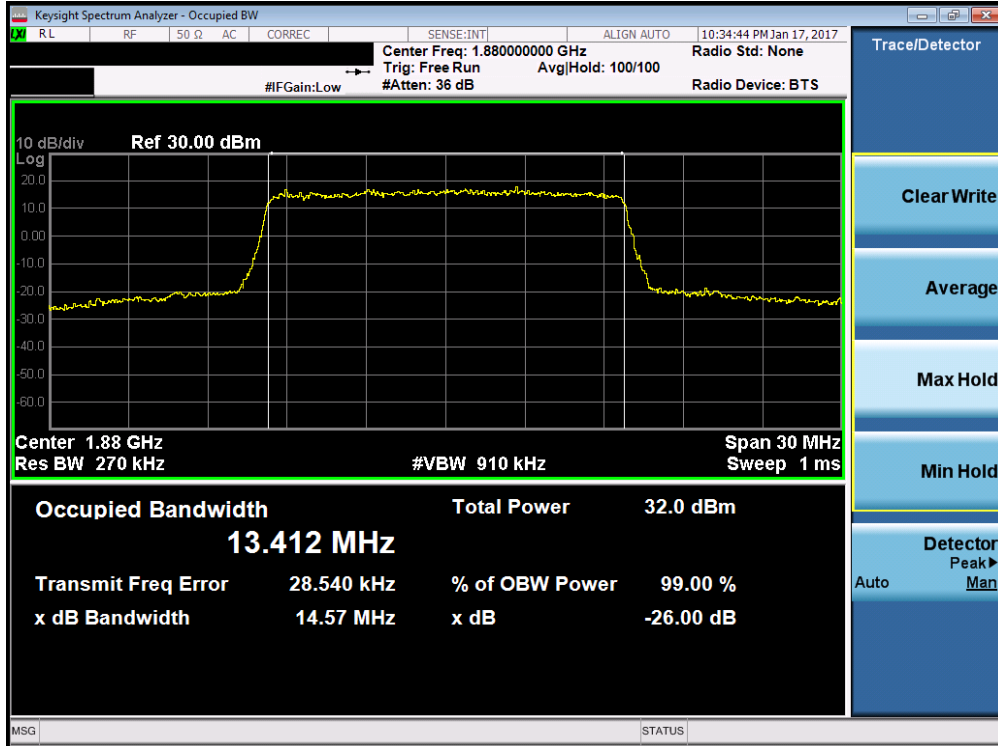 Keysight Spectrum Analyzer - Occupied BW
LXI RL RF 50 Ω AC CORREC SENSE:INT ALIGN AUTO 10:34:44 PM Jan 17, 2017
Center Freq: 1.880000000 GHz Radio Std: None
Trig: Free Run Avg|Hold: 100/100
#IFGain:Low #Atten: 36 dB Radio Device: BTS
10 dB/div Ref 30.00 dBm
Log
20.0
10.0
0.00
-10.0
-20.0
-30.0
-40.0
-50.0
-60.0
Center 1.88 GHz Span 30 MHz
Res BW 270 kHz #VBW 910 kHz Sweep 1 ms
Occupied Bandwidth Total Power 32.0 dBm
13.412 MHz
Transmit Freq Error 28.540 kHz % of OBW Power 99.00 %
x dB Bandwidth 14.57 MHz x dB -26.00 dB
MSG STATUS
Trace/Detector
Clear Write
Average
Max Hold
Min Hold
Detector
Peak▶
Auto Man